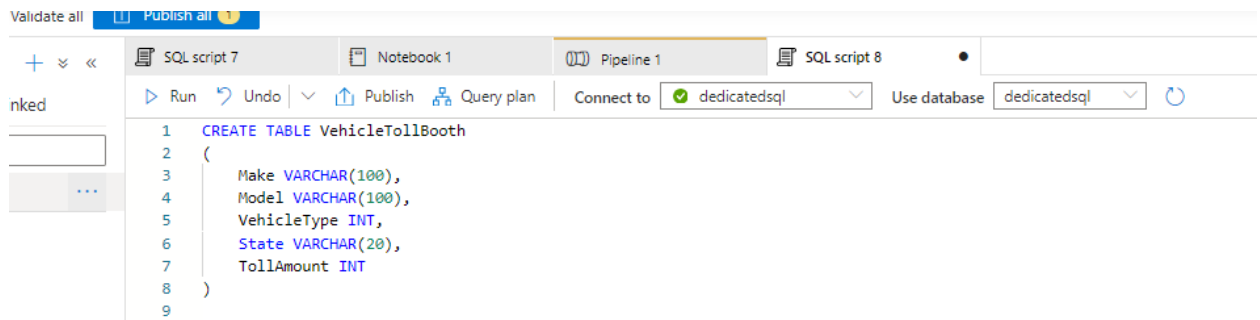 Validate all Publish all 1
SQL script 7 Notebook 1 Pipeline 1 SQL script 8
nked
Run Undo Publish Query plan Connect to dedicatedsql Use database dedicatedsql
1 CREATE TABLE VehicleTollBooth
2 (
3 Make VARCHAR(100),
4 Model VARCHAR(100),
5 VehicleType INT,
6 State VARCHAR(20),
7 TollAmount INT
8 )
9